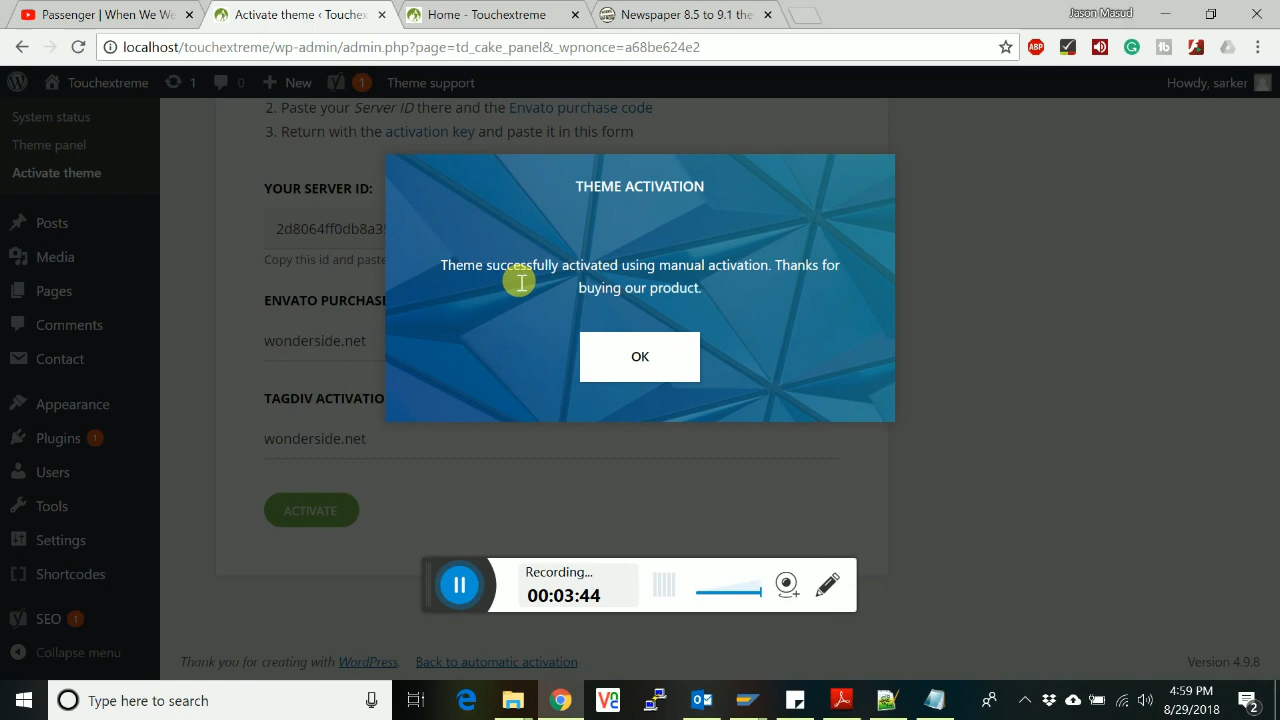 Passenger | When We We
Activate theme ‹ Touchex
Home - Touchextreme
Newspaper 8.5 to 9.1 the
Jason Masud
localhost/touchextreme/wp-admin/admin.php?page=td_cake_panel&_wpnonce=a68be624e2
ABP
Touchextreme
1
0
New
1
Theme support
Howdy, sarker
System status
Theme panel
Activate theme
Posts
Media
Pages
Comments
Contact
Appearance
Plugins 1
Users
Tools
Settings
Shortcodes
SEO 1
Collapse menu
2. Paste your Server ID there and the Envato purchase code
3. Return with the activation key and paste it in this form
YOUR SERVER ID:
2d8064ff0db8a3
Copy this id and paste
ENVATO PURCHASE
wonderside.net
TAGDIV ACTIVATIO
wonderside.net
ACTIVATE
THEME ACTIVATION
Theme successfully activated using manual activation. Thanks for
buying our product.
OK
Recording...
00:03:44
Thank you for creating with WordPress.
Back to automatic activation
Version 4.9.8
Type here to search
4:59 PM
8/29/2018
2